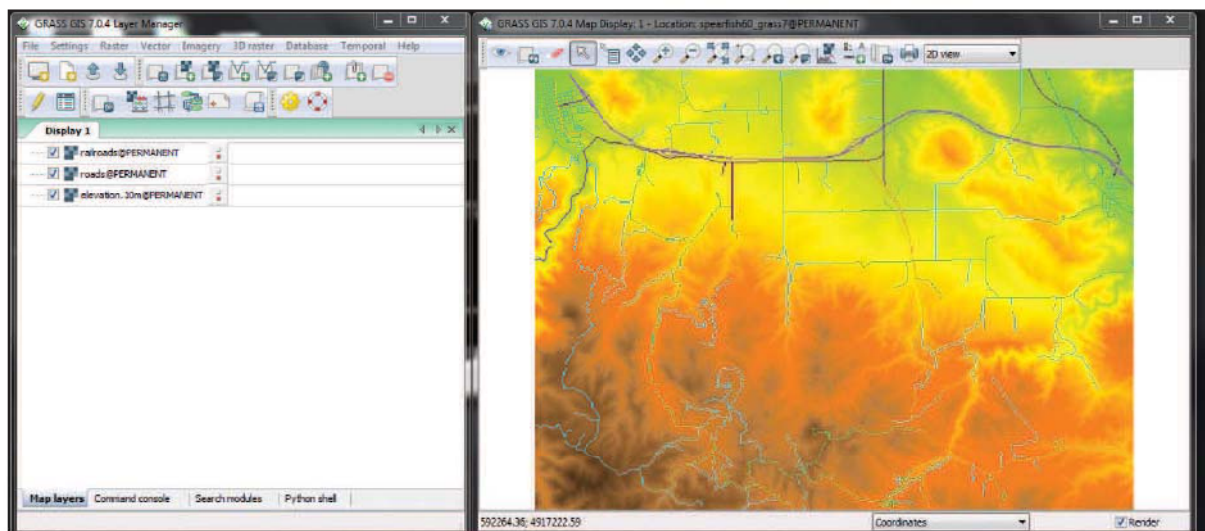 GRASS GIS 7.0.4 Layer Manager
File Settings Raster Vector Imagery 3D raster Database Temporal Help
Display 1
railroads@PERMANENT
roads@PERMANENT
elevation.10m@PERMANENT
Map layers Command console Search modules Python shell
GRASS GIS 7.0.4 Map Display: 1 - Location: spearfish60_grass7@PERMANENT
2D view
592264.36; 4917222.59
Coordinates
Render